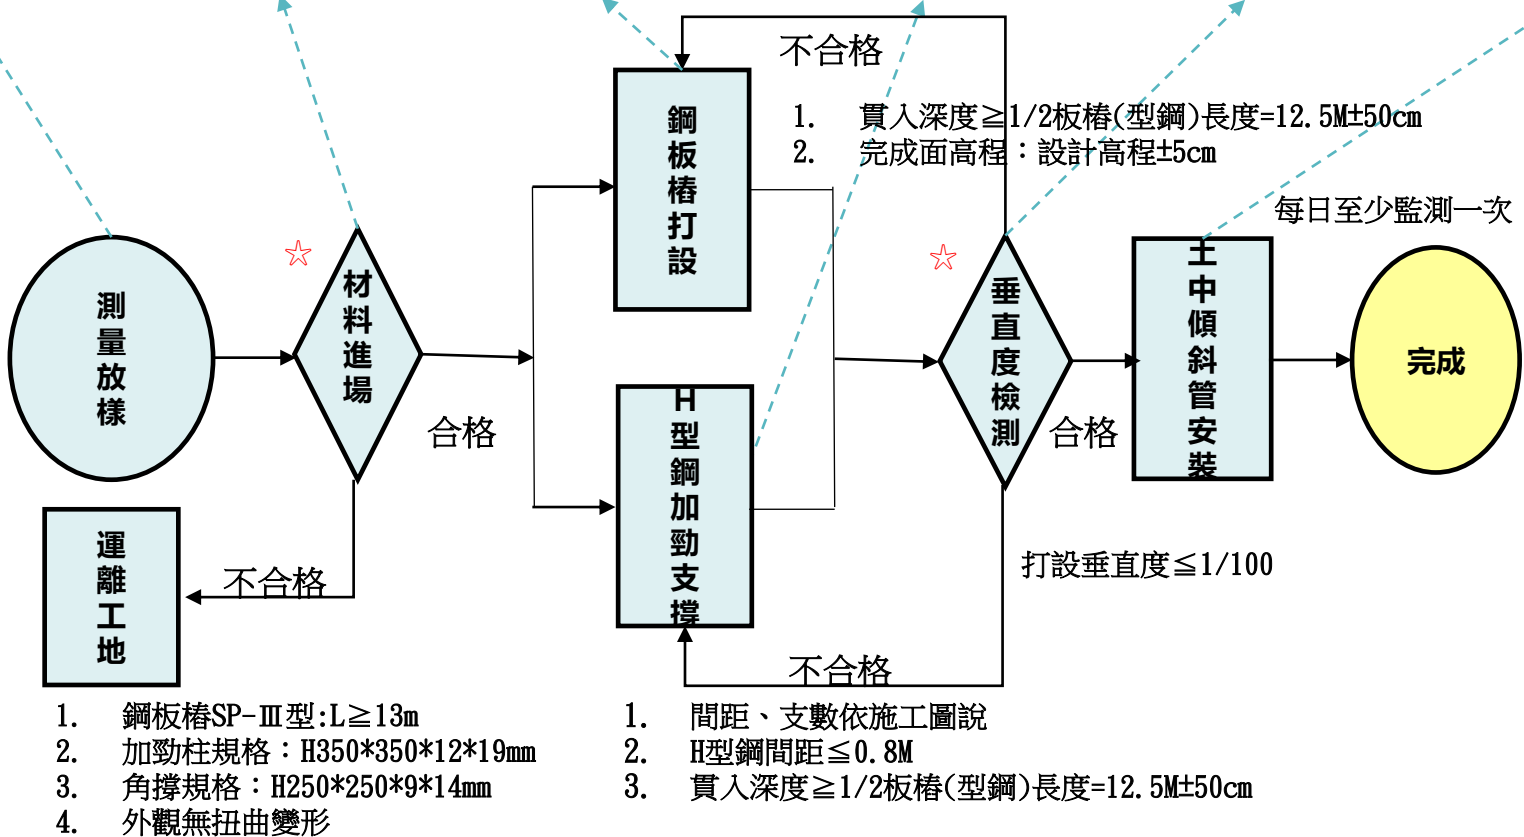 不合格
鋼板樁打設
1. 貫入深度≧1/2板樁(型鋼)長度=12.5M±50cm
2. 完成面高程：設計高程±5cm
每日至少監測一次
測量放樣
☆
材料進場
合格
H型鋼加勁支撐
☆
垂直度檢測
合格
土中傾斜管安裝
完成
運離工地
不合格
打設垂直度≦1/100
不合格
1. 鋼板樁SP-Ⅲ型:L≧13m
2. 加勁柱規格：H350*350*12*19mm
3. 角撐規格：H250*250*9*14mm
4. 外觀無扭曲變形
1. 間距、支數依施工圖說
2. H型鋼間距≦0.8M
3. 貫入深度≧1/2板樁(型鋼)長度=12.5M±50cm